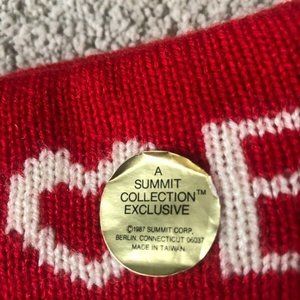 A
SUMMIT
COLLECTION™
EXCLUSIVE
©1987 SUMMIT CORP.
BERLIN, CONNECTICUT 06037
MADE IN TAIWAN